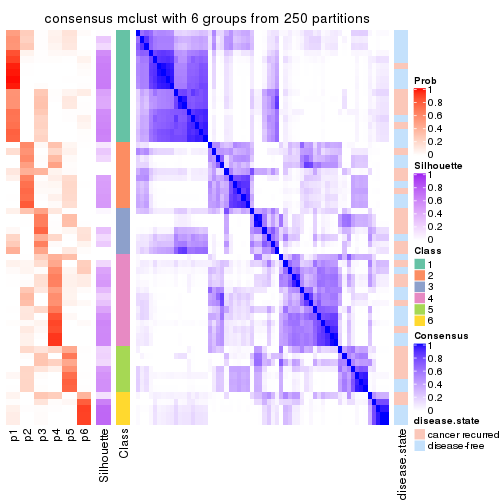 consensus mclust with 6 groups from 250 partitions
Prob
1
0.8
0.6
0.4
0.2
0
Silhouette
1
0.8
0.6
0.4
0.2
0
Class
1
2
3
4
5
6
Consensus
1
0.8
0.6
0.4
0.2
0
disease.state
cancer recurred
disease-free
p1
p2
p3
p4
p5
p6
Silhouette
Class
disease.state